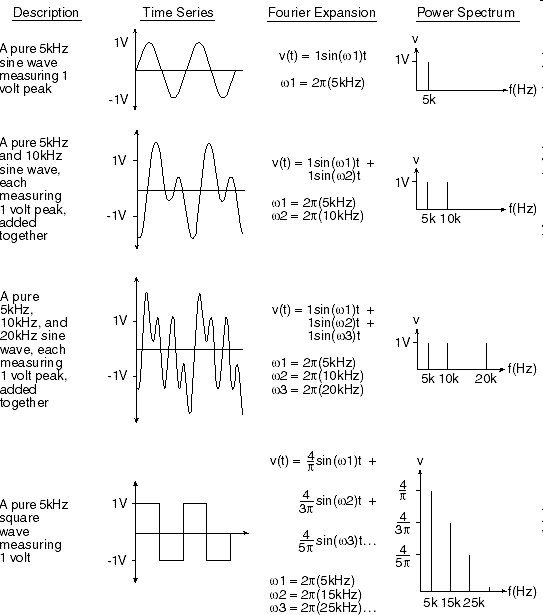 Description Time Series Fourier Expansion Power Spectrum
A pure 5kHz
sine wave
measuring 1
volt peak
1V
-1V
v(t) = 1sin(ω1)t
ω1 = 2π(5kHz)
v
1V
f(Hz)
5k
A pure 5kHz
and 10kHz
sine wave,
each
measuring
1 volt peak,
added
together
1V
-1V
v(t) = 1sin(ω1)t +
1sin(ω2)t
ω1 = 2π(5kHz)
ω2 = 2π(10kHz)
v
1V
f(Hz)
5k 10k
A pure
5kHz,
10kHz, and
20kHz sine
wave, each
measuring
1 volt peak,
added
together
1V
-1V
v(t) = 1sin(ω1)t +
1sin(ω2)t +
1sin(ω3)t
ω1 = 2π(5kHz)
ω2 = 2π(10kHz)
ω3 = 2π(20kHz)
v
1V
f(Hz)
5k 10k 20k
A pure 5kHz
square
wave
measuring
1 volt
1V
-1V
v(t) = 4/π sin(ω1)t +
4/3π sin(ω2)t +
4/5π sin(ω3)t...
ω1 = 2π(5kHz)
ω2 = 2π(15kHz)
ω3 = 2π(25kHz)...
v
4/π
4/3π
4/5π
f(Hz)
5k 15k 25k